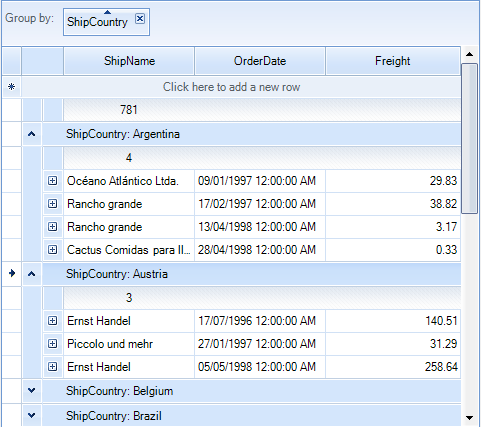 Group by: ShipCountry
ShipName OrderDate Freight
Click here to add a new row
781
ShipCountry: Argentina
4
Océano Atlántico Ltda. 09/01/1997 12:00:00 AM 29.83
Rancho grande 17/02/1997 12:00:00 AM 38.82
Rancho grande 13/04/1998 12:00:00 AM 3.17
Cactus Comidas para ll... 28/04/1998 12:00:00 AM 0.33
ShipCountry: Austria
3
Ernst Handel 17/07/1996 12:00:00 AM 140.51
Piccolo und mehr 27/01/1997 12:00:00 AM 31.29
Ernst Handel 05/05/1998 12:00:00 AM 258.64
ShipCountry: Belgium
ShipCountry: Brazil